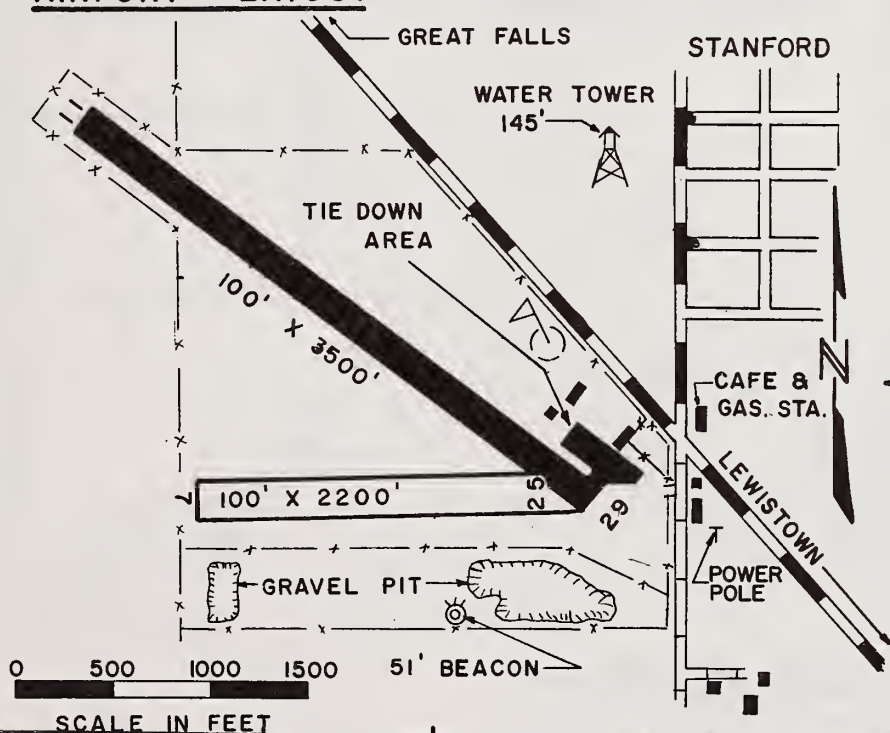 GREAT FALLS
STANFORD
WATER TOWER
145'
TIE DOWN
AREA
100' X 3500'
N
CAFE &
GAS. STA.
7
100' X 2200'
25
29
LEWISTOWN
GRAVEL PIT
POWER
POLE
51' BEACON
0 500 1000 1500
SCALE IN FEET